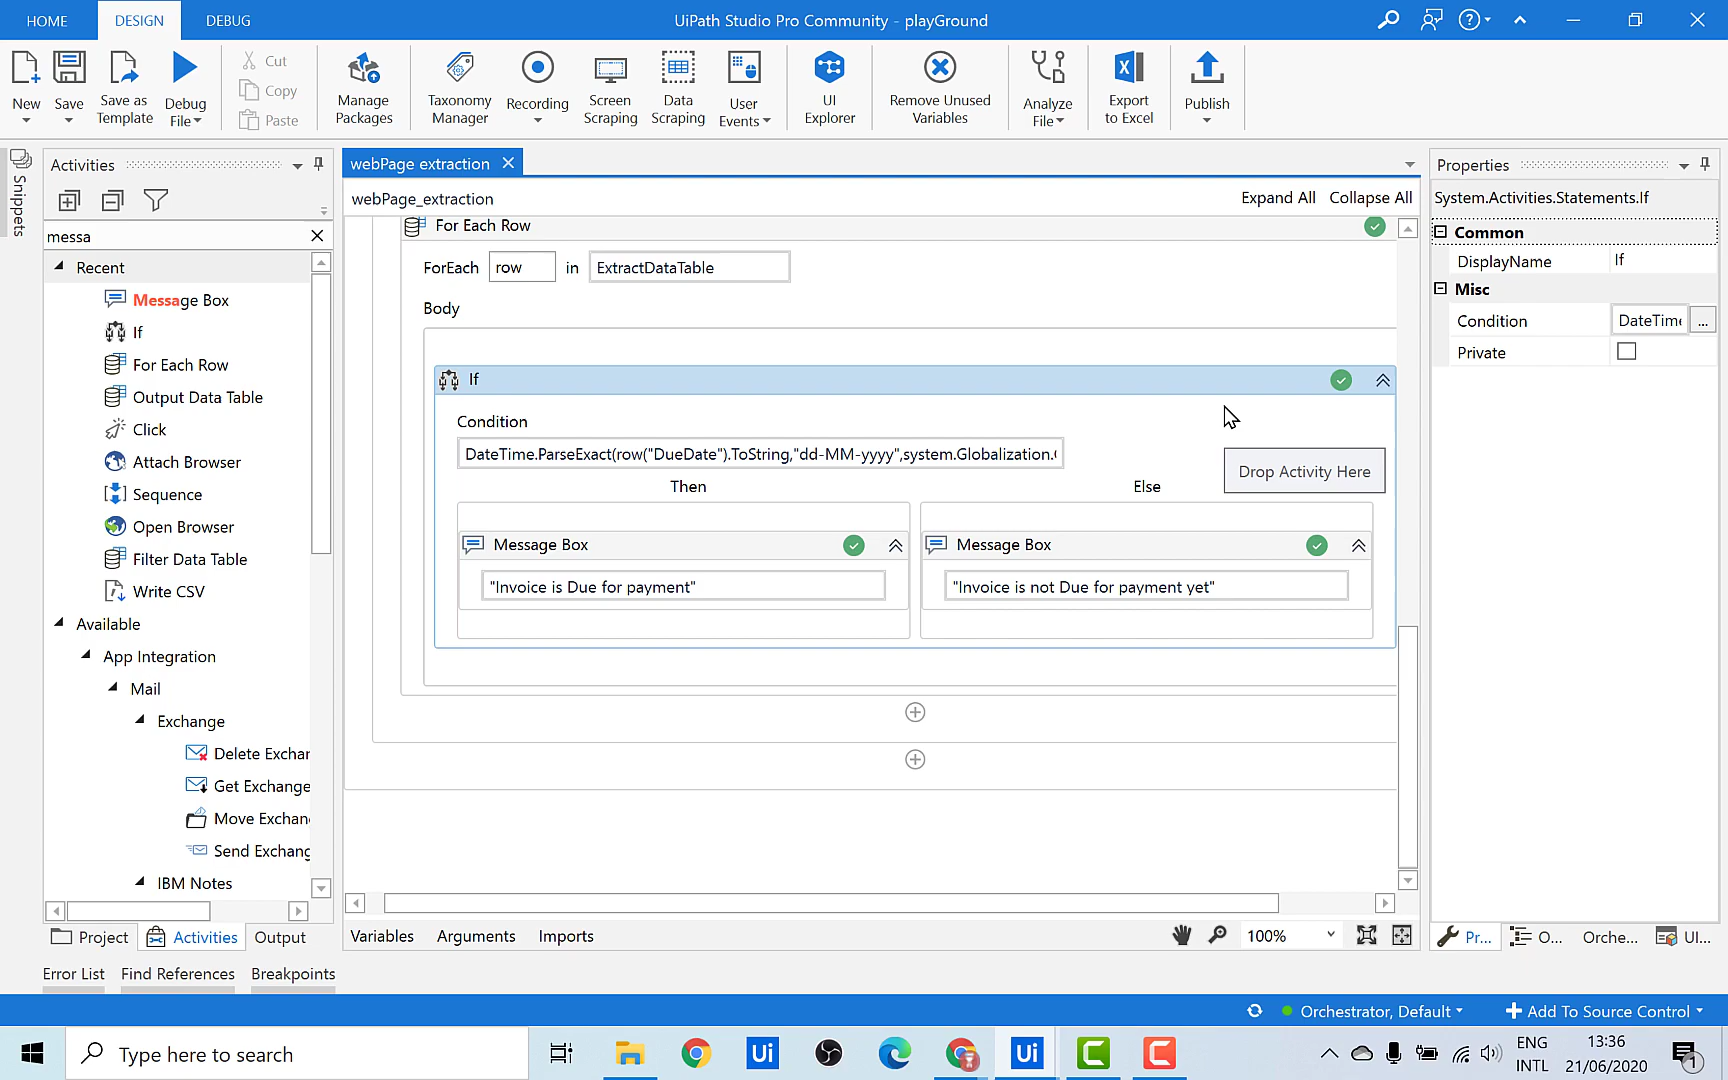 HOME
DESIGN
DEBUG
UiPath Studio Pro Community - playGround
New
Save
Save as Template
Debug File
Cut
Copy
Paste
Manage Packages
Taxonomy Manager
Recording
Screen Scraping
Data Scraping
User Events
UI Explorer
Remove Unused Variables
Analyze File
Export to Excel
Publish
Snippets
Activities
messa
Recent
Message Box
If
For Each Row
Output Data Table
Click
Attach Browser
Sequence
Open Browser
Filter Data Table
Write CSV
Available
App Integration
Mail
Exchange
Delete Exchan
Get Exchange
Move Exchan
Send Exchang
IBM Notes
Project
Activities
Output
webPage extraction
webPage_extraction
Expand All
Collapse All
For Each Row
ForEach row in ExtractDataTable
Body
If
Condition
DateTime.ParseExact(row("DueDate").ToString,"dd-MM-yyyy",system.Globalization.
Drop Activity Here
Then
Else
Message Box
"Invoice is Due for payment"
Message Box
"Invoice is not Due for payment yet"
Variables
Arguments
Imports
100%
Properties
System.Activities.Statements.If
Common
DisplayName If
Misc
Condition DateTime ...
Private
Pr...
O...
Orche...
UI...
Error List
Find References
Breakpoints
Orchestrator, Default
Add To Source Control
Type here to search
Ui
Ui
ENG
INTL
13:36
21/06/2020
1